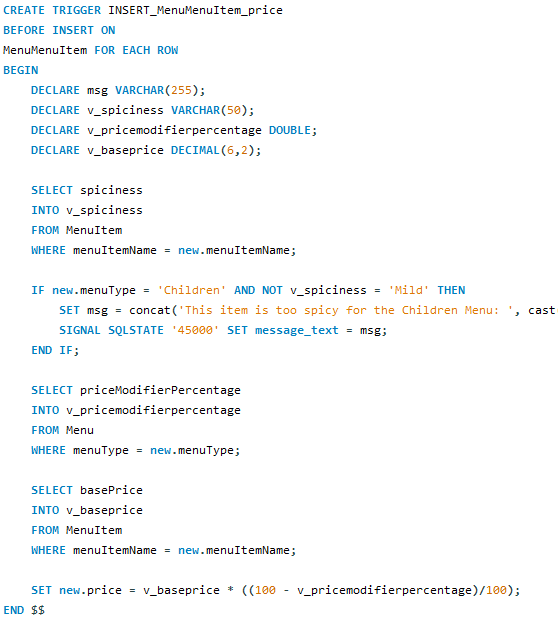 CREATE TRIGGER INSERT_MenuMenuItem_price
BEFORE INSERT ON
MenuMenuItem FOR EACH ROW
BEGIN
    DECLARE msg VARCHAR(255);
    DECLARE v_spiciness VARCHAR(50);
    DECLARE v_pricemodifierpercentage DOUBLE;
    DECLARE v_baseprice DECIMAL(6,2);

    SELECT spiciness
    INTO v_spiciness
    FROM MenuItem
    WHERE menuItemName = new.menuItemName;

    IF new.menuType = 'Children' AND NOT v_spiciness = 'Mild' THEN
        SET msg = concat('This item is too spicy for the Children Menu: ', cast
        SIGNAL SQLSTATE '45000' SET message_text = msg;
    END IF;

    SELECT priceModifierPercentage
    INTO v_pricemodifierpercentage
    FROM Menu
    WHERE menuType = new.menuType;

    SELECT basePrice
    INTO v_baseprice
    FROM MenuItem
    WHERE menuItemName = new.menuItemName;

    SET new.price = v_baseprice * ((100 - v_pricemodifierpercentage)/100);
END $$